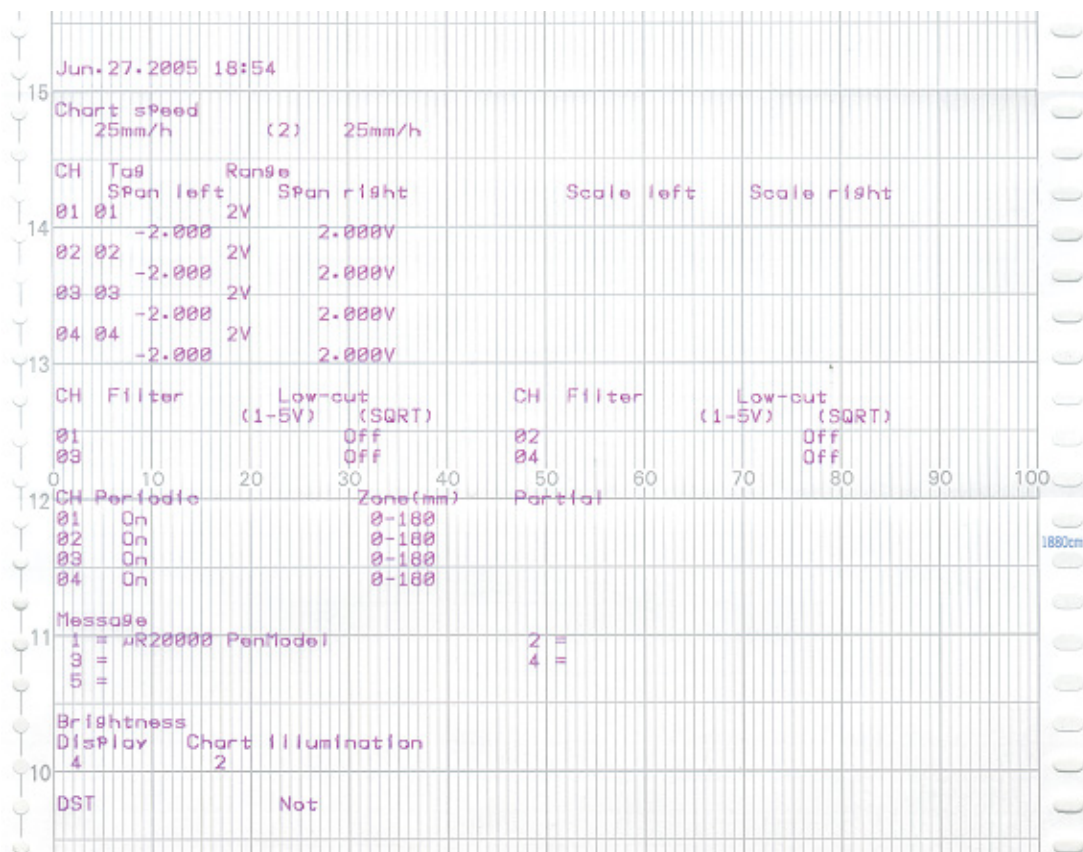 Jun.27.2005 18:54
15
Chart speed
25mm/h (2) 25mm/h
CH Tag Range
Span left Span right Scale left Scale right
01 01 2V
14
-2.000 2.000V
02 02 2V
-2.000 2.000V
03 03 2V
-2.000 2.000V
04 04 2V
-2.000 2.000V
13
CH Filter Low-cut CH Filter Low-cut
(1-5V) (SQRT) (1-5V) (SQRT)
01 Off 02 Off
03 Off 04 Off
0 10 20 30 40 50 60 70 80 90 100
12
CH Periodic Zone(mm) Partial
01 On 0-180
02 On 0-180
1880cm
03 On 0-180
04 On 0-180
Message
11
1 = µR20000 PenModel 2 =
3 = 4 =
5 =
Brightness
Display Chart illumination
4 2
10
DST Not